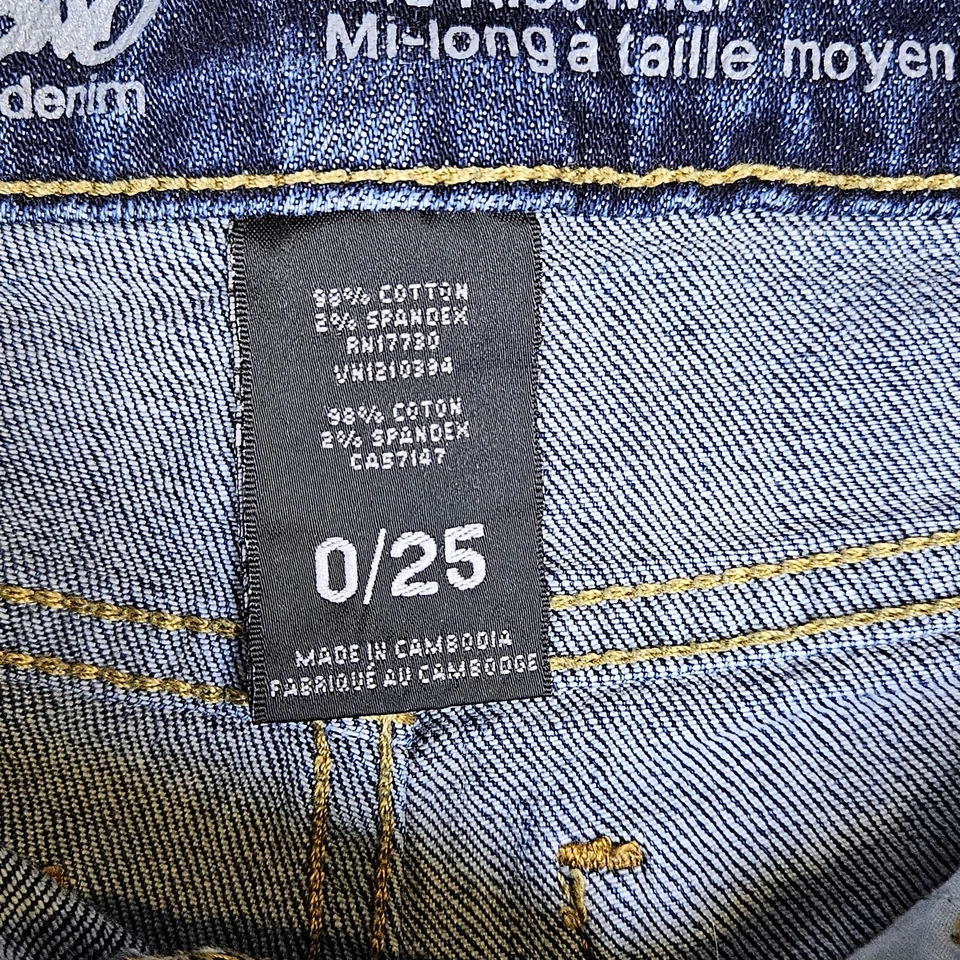 denim
Mi-long à taille moyen
98% COTTON
2% SPANDEX
RN17730
VN1210394
98% COTON
2% SPANDEX
CA57147
0/25
MADE IN CAMBODIA
FABRIQUÉ AU CAMBODGE